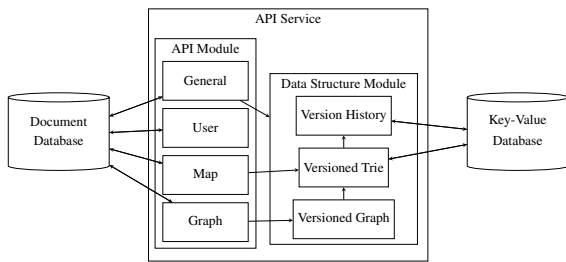 API Service
API Module
General
User
Map
Graph
Data Structure Module
Version History
Versioned Trie
Versioned Graph
Document
Database
Key-Value
Database